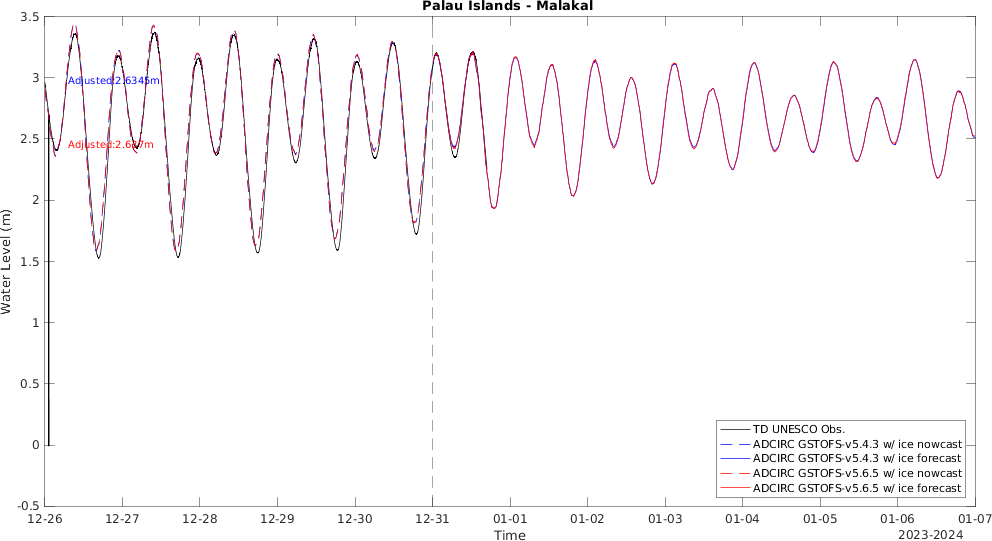 Palau Islands - Malakal
3.5
3
2.5
2
1.5
1
0.5
0
-0.5
Water Level (m)
Adjusted:2.6345m
Adjusted:2.627m
TD UNESCO Obs.
ADCIRC GSTOFS-v5.4.3 w/ ice nowcast
ADCIRC GSTOFS-v5.4.3 w/ ice forecast
ADCIRC GSTOFS-v5.6.5 w/ ice nowcast
ADCIRC GSTOFS-v5.6.5 w/ ice forecast
12-26 12-27 12-28 12-29 12-30 12-31 01-01 01-02 01-03 01-04 01-05 01-06 01-07
Time
2023-2024